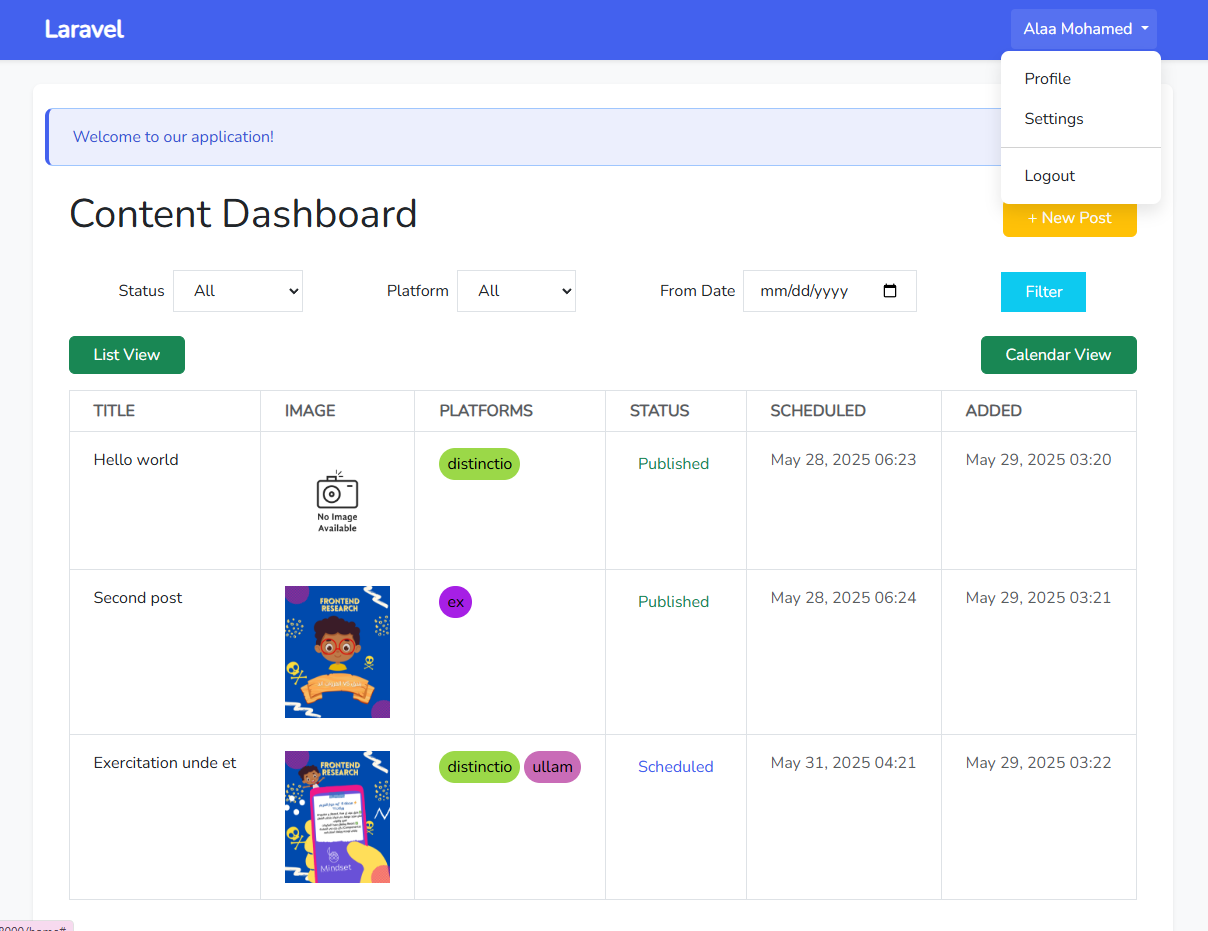 Laravel
Alaa Mohamed
Profile
Settings
Logout
Welcome to our application!
Content Dashboard
+ New Post
Status All Platform All From Date mm/dd/yyyy Filter
List View Calendar View
TITLE IMAGE PLATFORMS STATUS SCHEDULED ADDED
Hello world distinctio Published May 28, 2025 06:23 May 29, 2025 03:20
No Image
Available
Second post ex Published May 28, 2025 06:24 May 29, 2025 03:21
FRONTEND
RESEARCH
Exercitation unde et distinctio ullam Scheduled May 31, 2025 04:21 May 29, 2025 03:22
FRONTEND
RESEARCH
Mindset